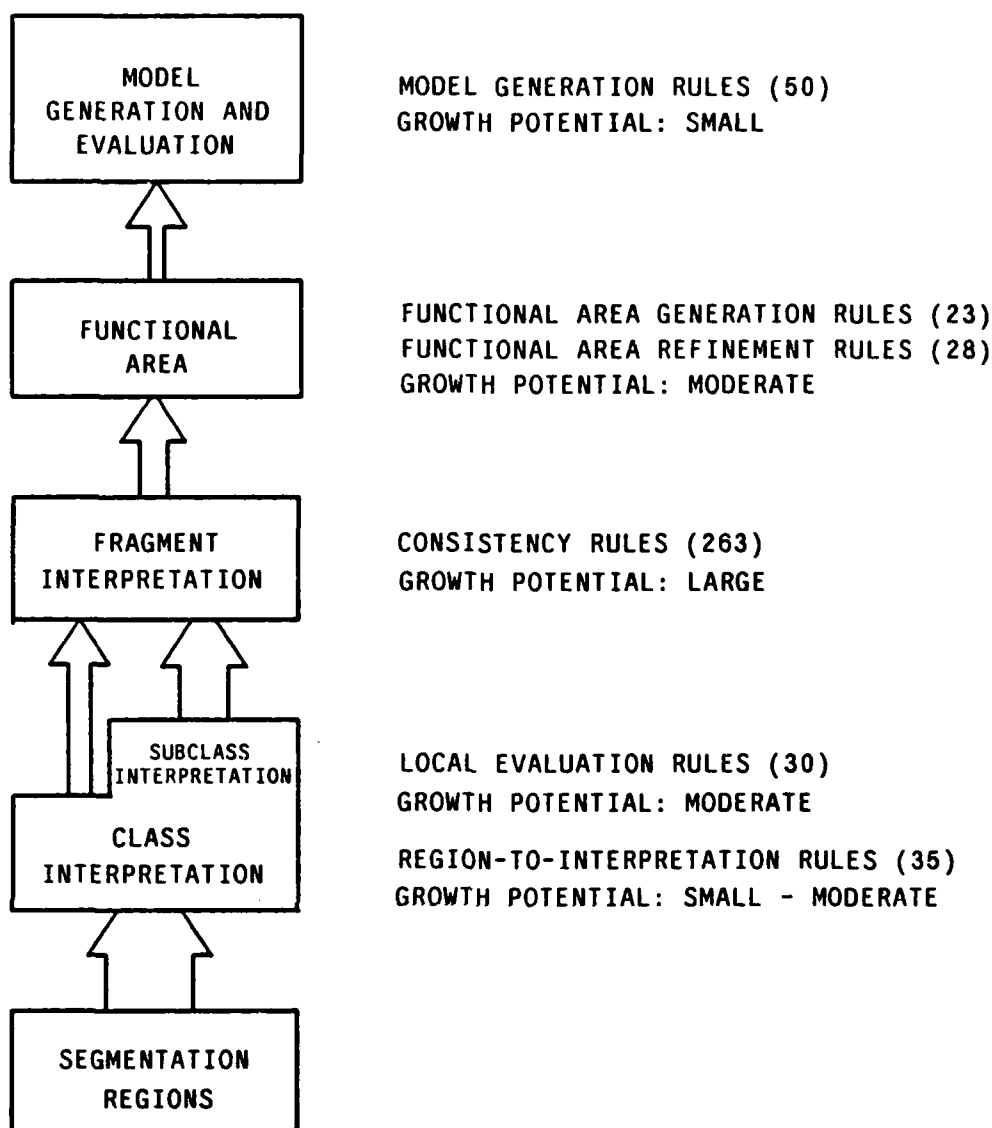 MODEL
GENERATION AND
EVALUATION
MODEL GENERATION RULES (50)
GROWTH POTENTIAL: SMALL
FUNCTIONAL
AREA
FUNCTIONAL AREA GENERATION RULES (23)
FUNCTIONAL AREA REFINEMENT RULES (28)
GROWTH POTENTIAL: MODERATE
FRAGMENT
INTERPRETATION
CONSISTENCY RULES (263)
GROWTH POTENTIAL: LARGE
SUBCLASS
INTERPRETATION
LOCAL EVALUATION RULES (30)
GROWTH POTENTIAL: MODERATE
CLASS
INTERPRETATION
REGION-TO-INTERPRETATION RULES (35)
GROWTH POTENTIAL: SMALL - MODERATE
SEGMENTATION
REGIONS